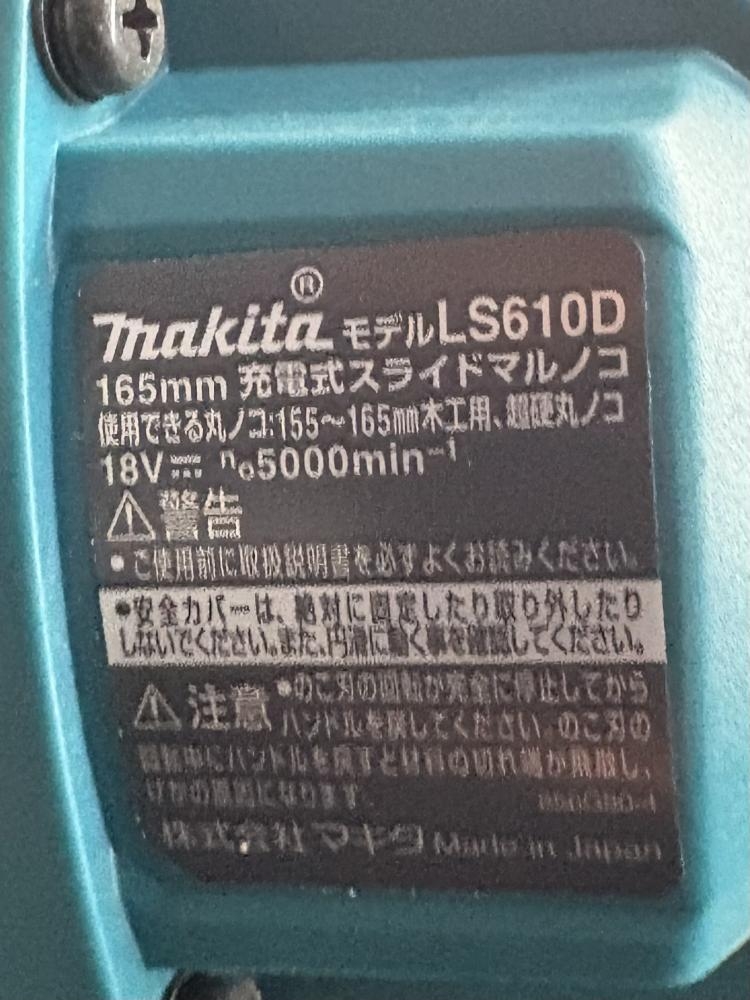 makita® モデルLS610D
165mm 充電式スライドマルノコ
使用できる丸ノコ:155～165mm木工用、超硬丸ノコ
18V⎓ n₀5000min⁻¹
⚠警告
•ご使用前に取扱説明書を必ずよくお読みください。
•安全カバーは、絶対に固定したり取り外したり
しないでください。また、円滑に動く事を確認してください。
⚠注意 •のこ刃の回転が完全に停止してから
ハンドルを戻してください。のこ刃の
回転中にハンドルを戻すと材料の切れ端が飛散し、
けがの原因になります。
株式会社 マキタ Made in Japan